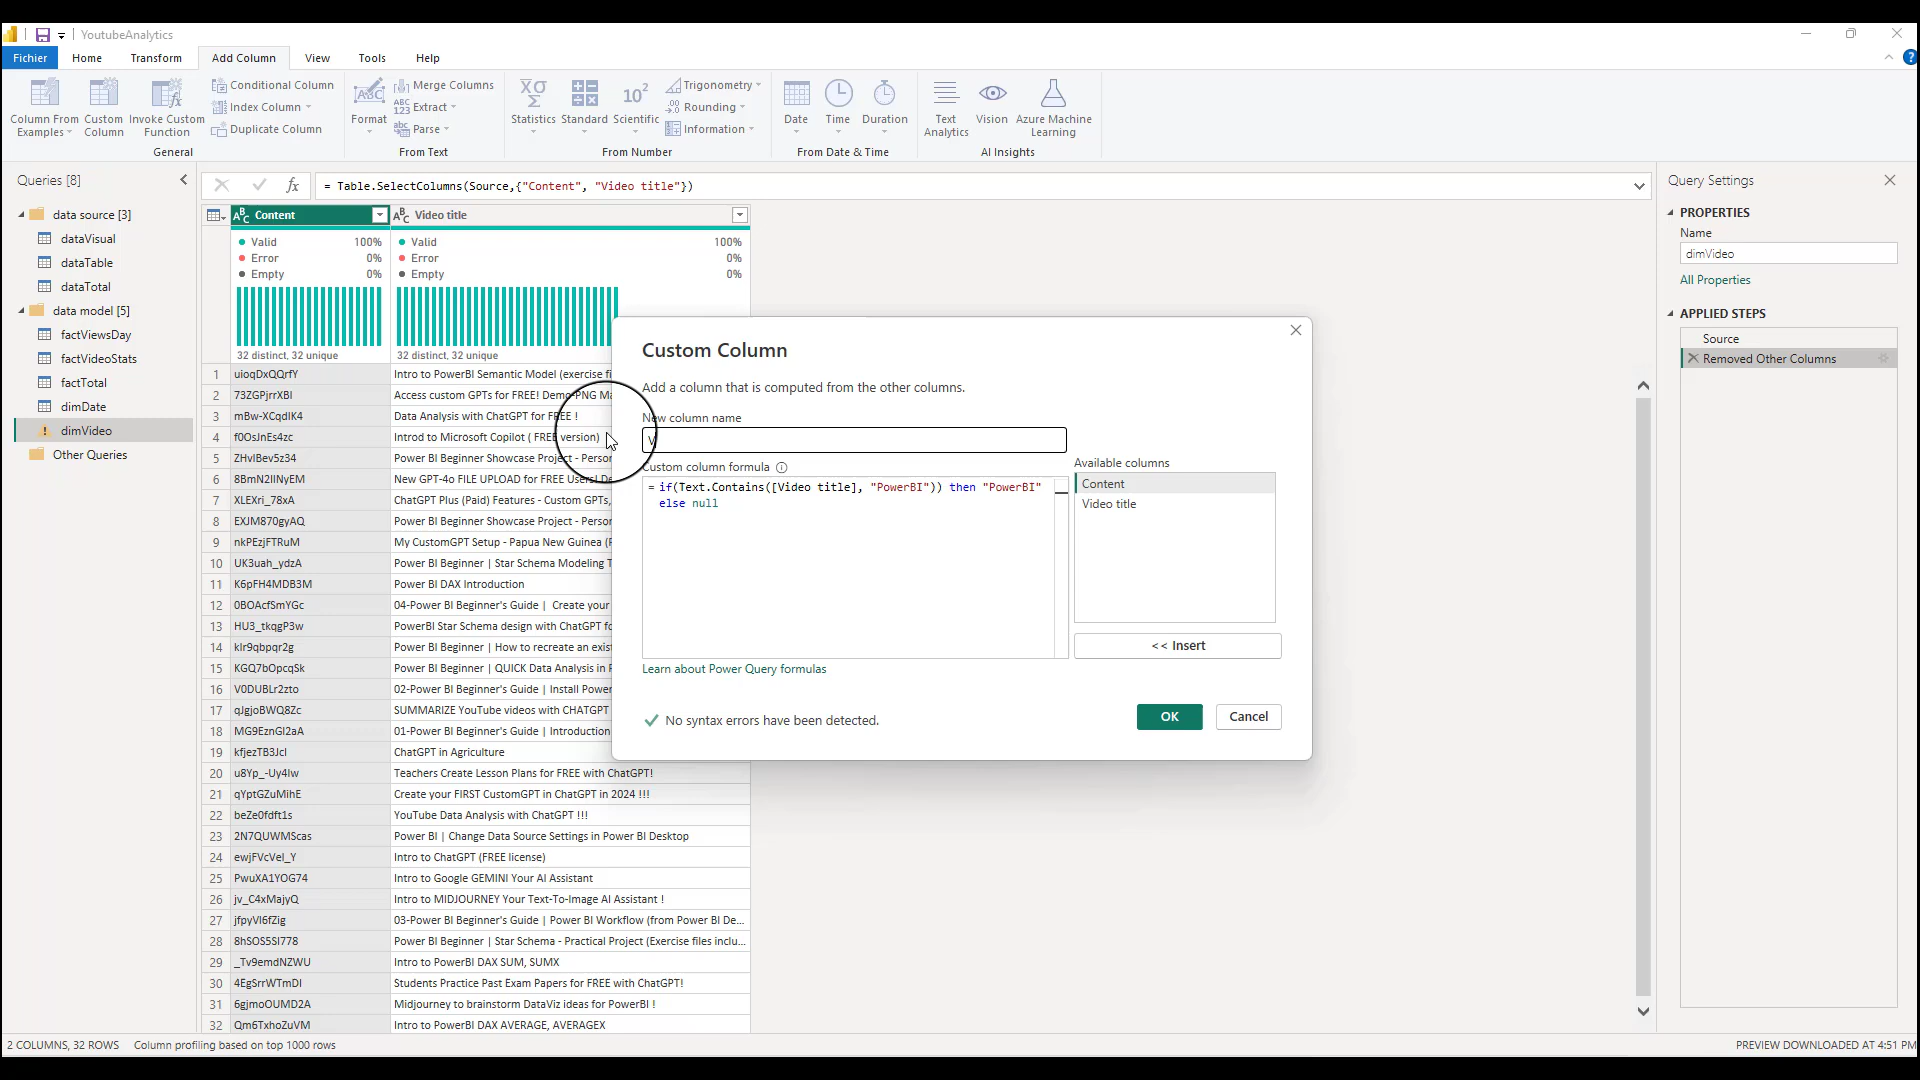 YoutubeAnalytics
Fichier Home Transform Add Column View Tools Help
Column From Examples
Custom Column
Invoke Custom Function
Conditional Column
Index Column
Duplicate Column
General
Format
Merge Columns
Extract
Parse
From Text
Statistics
Standard
Scientific
Trigonometry
Rounding
Information
From Number
Date
Time
Duration
From Date & Time
Text Analytics
Vision
Azure Machine Learning
AI Insights
Queries [8]
data source [3]
dataVisual
dataTable
dataTotal
data model [5]
factViewsDay
factVideoStats
factTotal
dimDate
dimVideo
Other Queries
= Table.SelectColumns(Source,{"Content", "Video title"})
Content Video title
Valid 100% Valid 100%
Error 0% Error 0%
Empty 0% Empty 0%
32 distinct, 32 unique 32 distinct, 32 unique
1 uioqDxQQrfY Intro to PowerBI Semantic Model (exercise fi
2 73ZGPjrrXBI Access custom GPTs for FREE! Demo-PNG Ma
3 mBw-XCqdIK4 Data Analysis with ChatGPT for FREE !
4 f0OsJnEs4zc Introd to Microsoft Copilot ( FREE version)
5 ZHvIBev5z34 Power BI Beginner Showcase Project - Person
6 8BmN2IINyEM New GPT-4o FILE UPLOAD for FREE Users! De
7 XLEXri_78xA ChatGPT Plus (Paid) Features - Custom GPTs,
8 EXJM870gyAQ Power BI Beginner Showcase Project - Person
9 nkPEzjFTRuM My CustomGPT Setup - Papua New Guinea (P
10 UK3uah_ydzA Power BI Beginner | Star Schema Modeling T
11 K6pFH4MDB3M Power BI DAX Introduction
12 0BOAcfSmYGc 04-Power BI Beginner's Guide | Create your
13 HU3_tkqgP3w PowerBI Star Schema design with ChatGPT fo
14 kIr9qbpqr2g Power BI Beginner | How to recreate an exist
15 KGQ7bOpcqSk Power BI Beginner | QUICK Data Analysis in P
16 V0DUBLr2zto 02-Power BI Beginner's Guide | Install Power
17 qJgjoBWQ8Zc SUMMARIZE YouTube videos with CHATGPT
18 MG9EznGl2aA 01-Power BI Beginner's Guide | Introduction
19 kfjezTB3JcI ChatGPT in Agriculture
20 u8Yp_-Uy4Iw Teachers Create Lesson Plans for FREE with ChatGPT!
21 qYptGZuMihE Create your FIRST CustomGPT in ChatGPT in 2024 !!!
22 beZe0fdft1s YouTube Data Analysis with ChatGPT !!!
23 2N7QUWMScas Power BI | Change Data Source Settings in Power BI Desktop
24 ewjFVcVeI_Y Intro to ChatGPT (FREE license)
25 PwuXA1YOG74 Intro to Google GEMINI Your AI Assistant
26 jv_C4xMajyQ Intro to MIDJOURNEY Your Text-To-Image AI Assistant !
27 jfpyVI6fZig 03-Power BI Beginner's Guide | Power BI Workflow (from Power BI De...
28 8hSOS5SI778 Power BI Beginner | Star Schema - Practical Project (Exercise files inclu...
29 _Tv9emdNZWU Intro to PowerBI DAX SUM, SUMX
30 4EgSrrWTmDI Students Practice Past Exam Papers for FREE with ChatGPT!
31 6gjmoOUMD2A Midjourney to brainstorm DataViz ideas for PowerBI !
32 Qm6TxhoZuVM Intro to PowerBI DAX AVERAGE, AVERAGEX
Custom Column
Add a column that is computed from the other columns.
New column name
V
Custom column formula
= if(Text.Contains([Video title], "PowerBI")) then "PowerBI"
else null
Available columns
Content
Video title
<< Insert
Learn about Power Query formulas
No syntax errors have been detected.
OK Cancel
Query Settings
PROPERTIES
Name
dimVideo
All Properties
APPLIED STEPS
Source
Removed Other Columns
2 COLUMNS, 32 ROWS Column profiling based on top 1000 rows
PREVIEW DOWNLOADED AT 4:51 PM